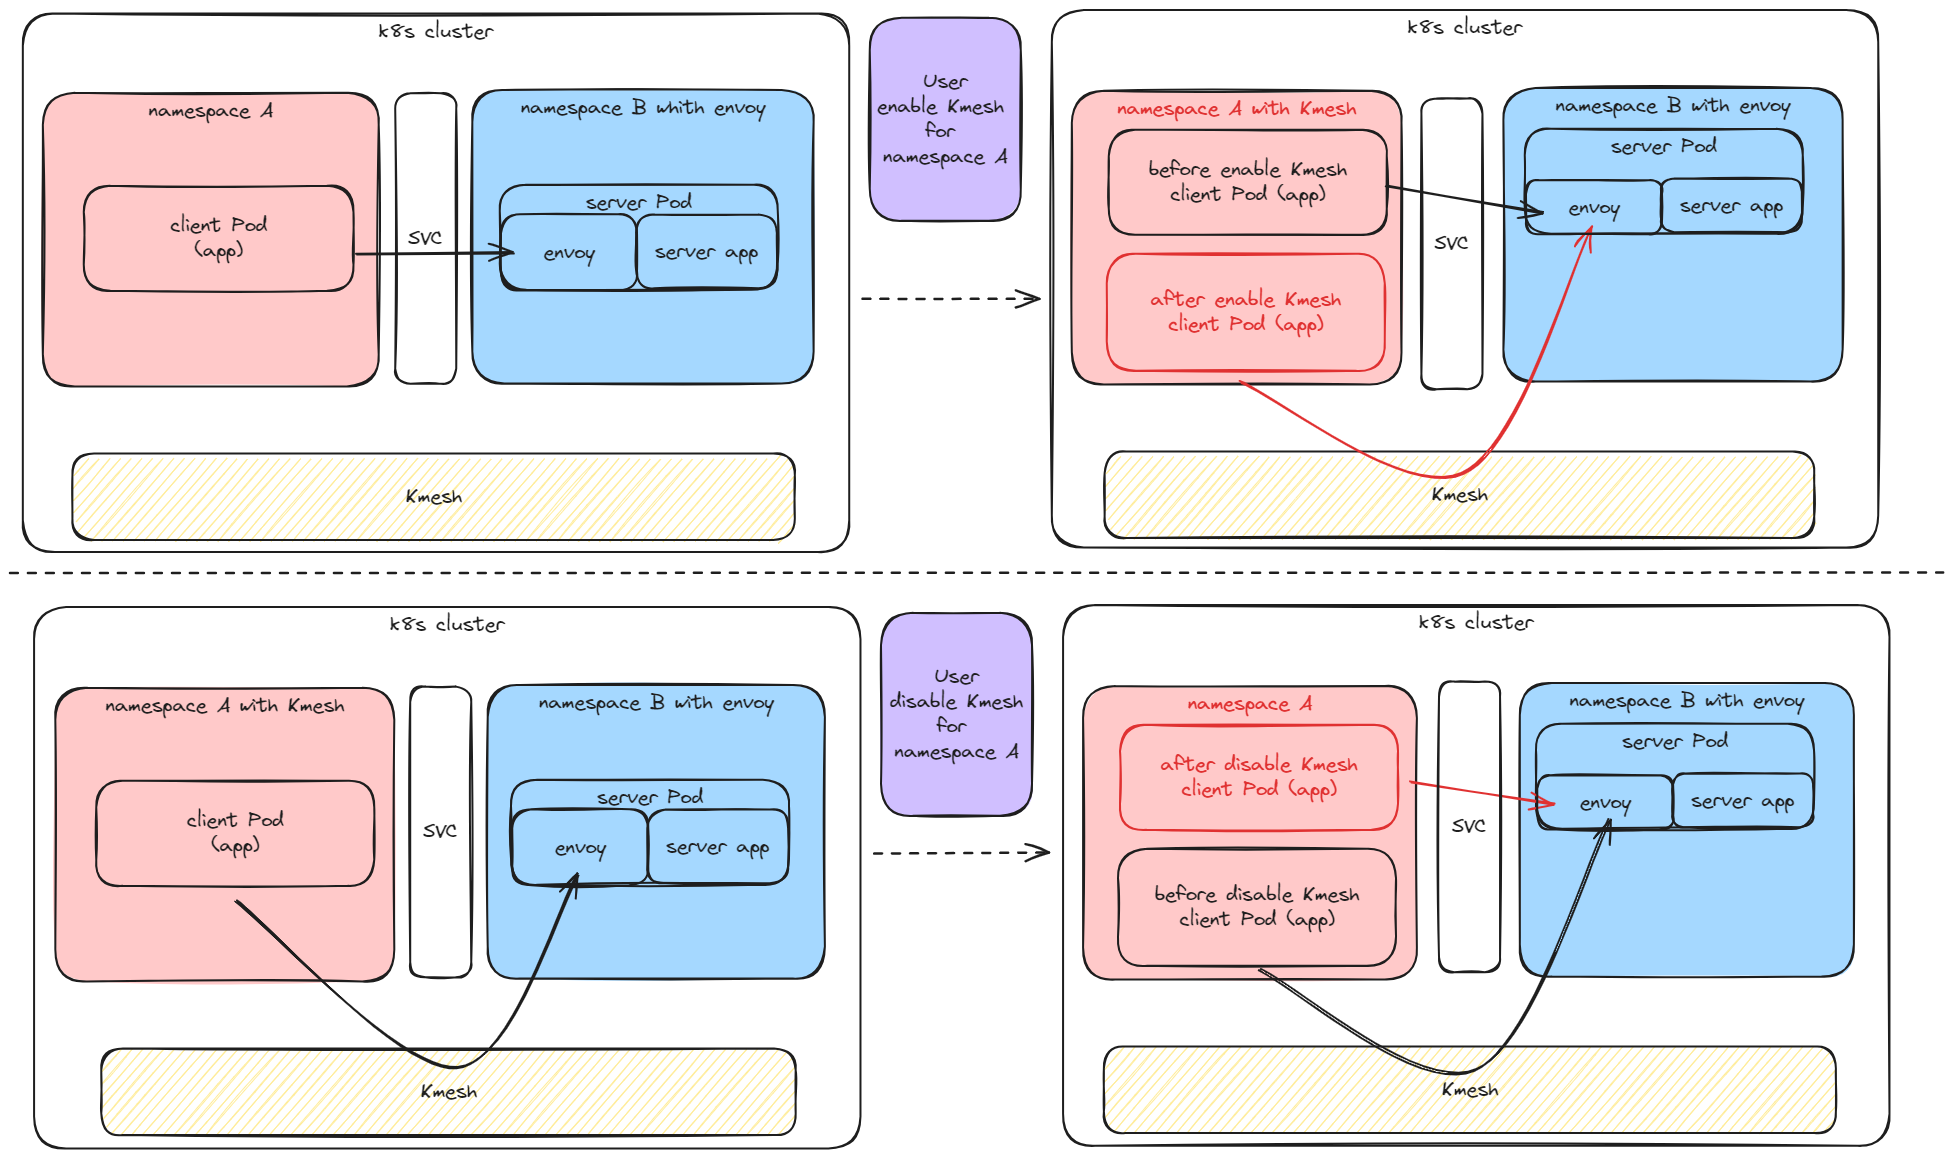 k8s cluster
namespace A
client Pod
(app)
SVC
namespace B whith envoy
server Pod
envoy
server app
Kmesh
User
enable Kmesh
for
namespace A
k8s cluster
namespace A with Kmesh
before enable Kmesh
client Pod (app)
after enable Kmesh
client Pod (app)
SVC
namespace B with envoy
server Pod
envoy
server app
Kmesh
k8s cluster
namespace A with Kmesh
client Pod
(app)
SVC
namespace B with envoy
server Pod
envoy
server app
Kmesh
User
disable Kmesh
for
namespace A
k8s cluster
namespace A
after disable Kmesh
client Pod (app)
before disable Kmesh
client Pod (app)
SVC
namespace B with envoy
server Pod
envoy
server app
Kmesh